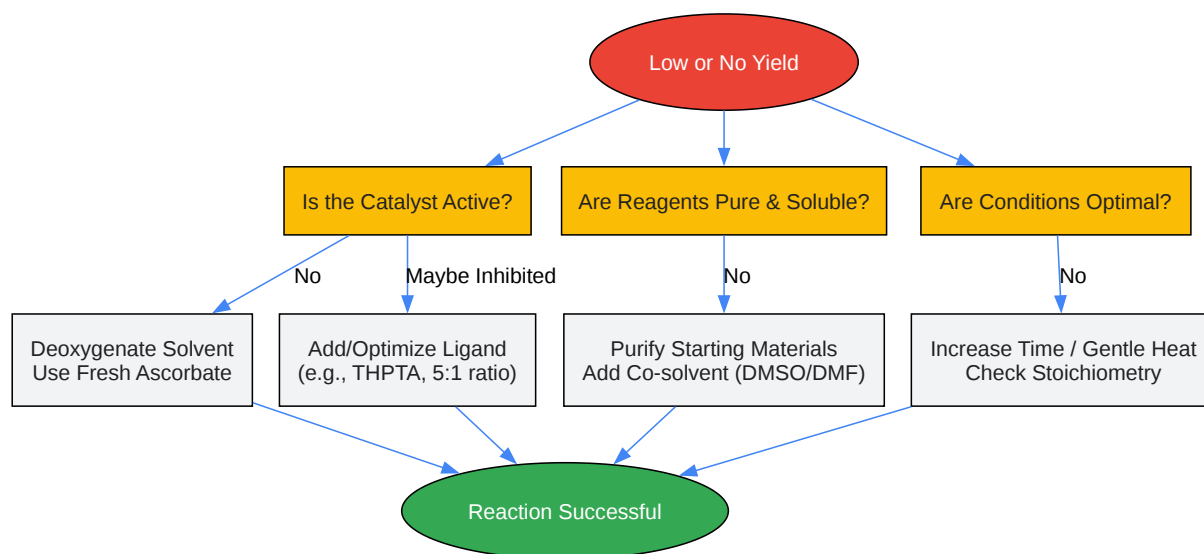 Low or No Yield
Is the Catalyst Active?
Are Reagents Pure & Soluble?
Are Conditions Optimal?
No
Maybe Inhibited
No
No
Deoxygenate Solvent
Use Fresh Ascorbate
Add/Optimize Ligand
(e.g., THPTA, 5:1 ratio)
Purify Starting Materials
Add Co-solvent (DMSO/DMF)
Increase Time / Gentle Heat
Check Stoichiometry
Reaction Successful